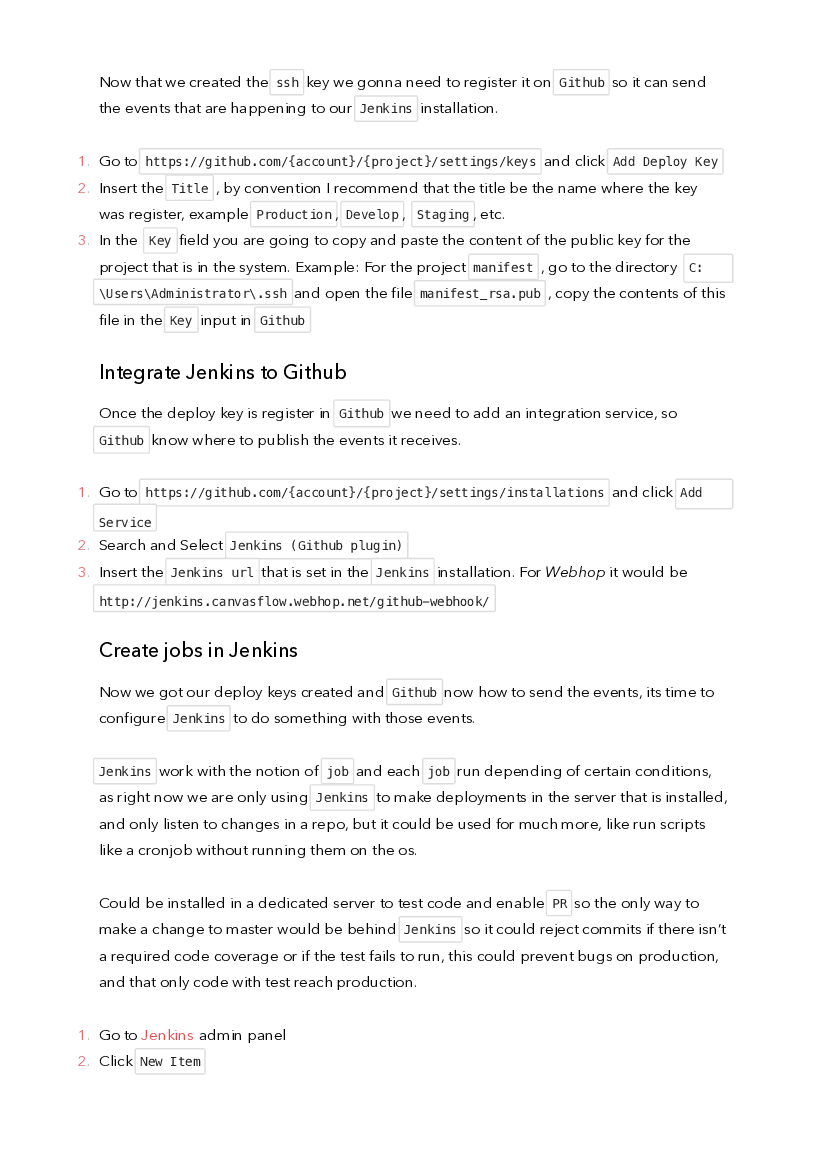 Now that we created the ssh key we gonna need to register it on Github so it can send
the events that are happening to our Jenkins installation.
1. Go to https://github.com/{account}/{project}/settings/keys and click Add Deploy Key
2. Insert the Title , by convention I recommend that the title be the name where the key
was register, example Production , Develop , Staging , etc.
3. In the Key field you are going to copy and paste the content of the public key for the
project that is in the system. Example: For the project manifest , go to the directory C:
\Users\Administrator\.ssh and open the file manifest_rsa.pub , copy the contents of this
file in the Key input in Github
Integrate Jenkins to Github
Once the deploy key is register in Github we need to add an integration service, so
Github know where to publish the events it receives.
1. Go to https://github.com/{account}/{project}/settings/installations and click Add
Service
2. Search and Select Jenkins (Github plugin)
3. Insert the Jenkins url that is set in the Jenkins installation. For Webhop it would be
http://jenkins.canvasflow.webhop.net/github-webhook/
Create jobs in Jenkins
Now we got our deploy keys created and Github now how to send the events, its time to
configure Jenkins to do something with those events.
Jenkins work with the notion of job and each job run depending of certain conditions,
as right now we are only using Jenkins to make deployments in the server that is installed,
and only listen to changes in a repo, but it could be used for much more, like run scripts
like a cronjob without running them on the os.
Could be installed in a dedicated server to test code and enable PR so the only way to
make a change to master would be behind Jenkins so it could reject commits if there isn't
a required code coverage or if the test fails to run, this could prevent bugs on production,
and that only code with test reach production.
1. Go to Jenkins admin panel
2. Click New Item